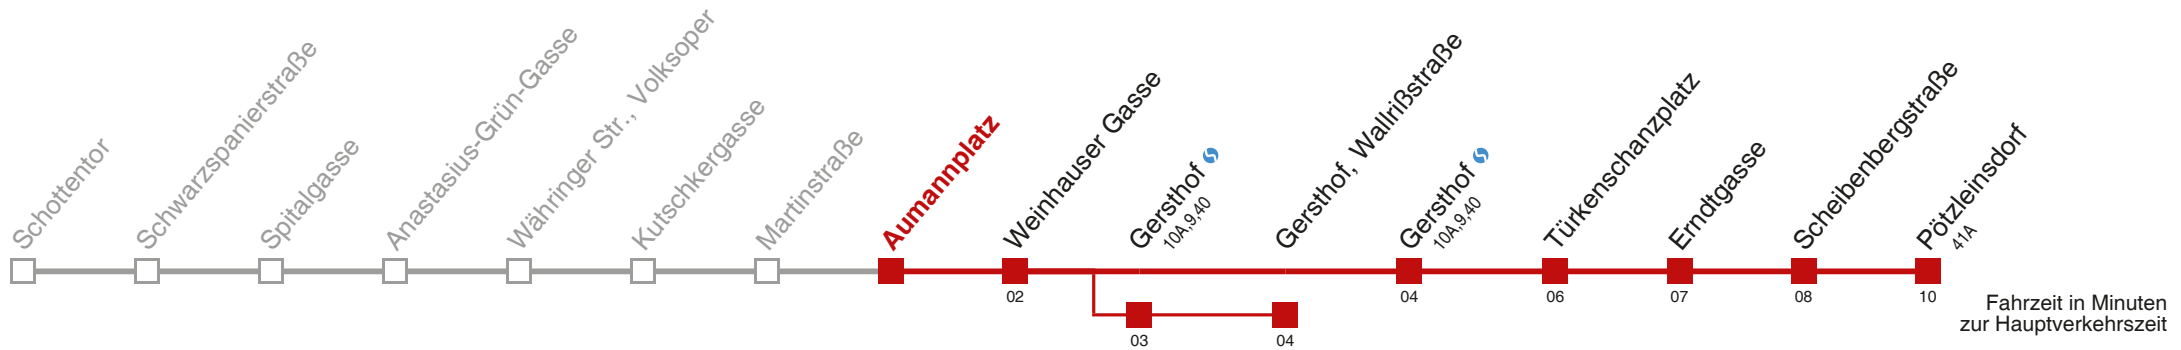 Schottentor
Schwarzspanierstraße
Spitalgasse
Anastasius-Grün-Gasse
Währinger Str., Volksoper
Kutschkergasse
Martinstraße
Aumannplatz
Weinhauser Gasse
Gersthof
10A,9,40
Gersthof, Wallrißstraße
Gersthof
10A,9,40
Türkenschanzplatz
Erndtgasse
Scheibenbergstraße
Pötzleinsdorf
41A
02
04
06
07
08
10
03
04
Fahrzeit in Minuten
zur Hauptverkehrszeit